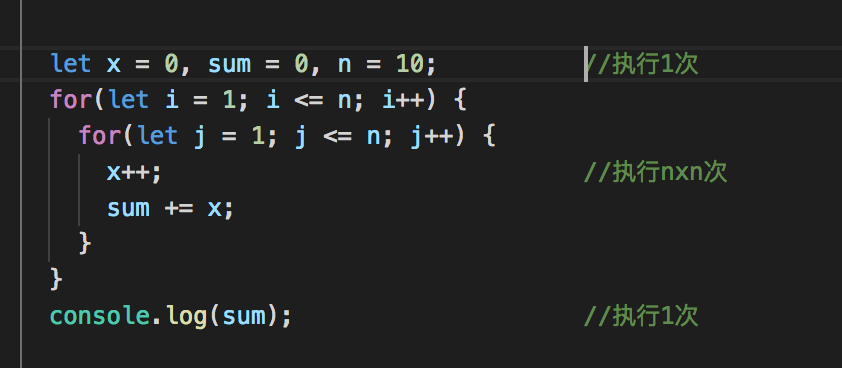 let x = 0, sum = 0, n = 10; //执行1次
for(let i = 1; i <= n; i++) {
for(let j = 1; j <= n; j++) {
x++; //执行nxn次
sum += x;
}
}
console.log(sum); //执行1次